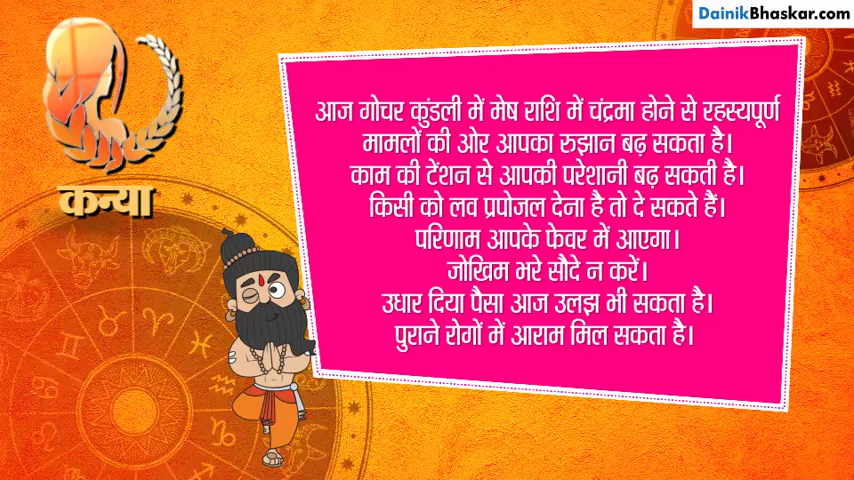 DainikBhaskar.com
कन्या
आज गोचर कुंडली में मेष राशि में चंद्रमा होने से रहस्यपूर्ण
मामलों की ओर आपका रुझान बढ़ सकता है।
काम की टेंशन से आपकी परेशानी बढ़ सकती है।
किसी को लव प्रपोजल देना है तो दे सकते हैं।
परिणाम आपके फेवर में आएगा।
जोखिम भरे सौदे न करें।
उधार दिया पैसा आज उलझ भी सकता है।
पुराने रोगों में आराम मिल सकता है।